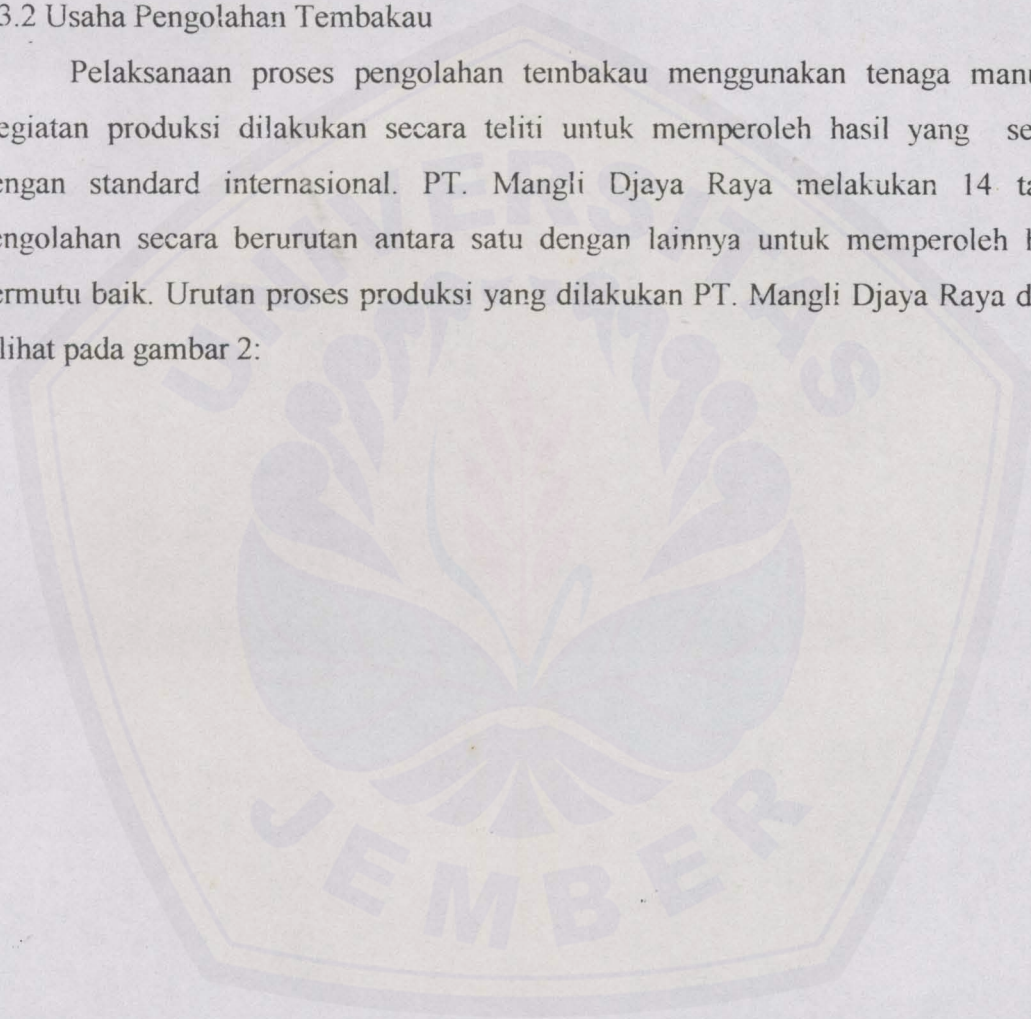 3.2 Usaha Pengolahan Tembakau
Pelaksanaan proses pengolahan tembakau menggunakan tenaga manu
egiatan produksi dilakukan secara teliti untuk memperoleh hasil yang se
engan standard internasional. PT. Mangli Djaya Raya melakukan 14 ta
engolahan secara berurutan antara satu dengan lainnya untuk memperoleh
ermutu baik. Urutan proses produksi yang dilakukan PT. Mangli Djaya Raya d
lihat pada gambar 2:
UNIVERSITAS
JEMBER